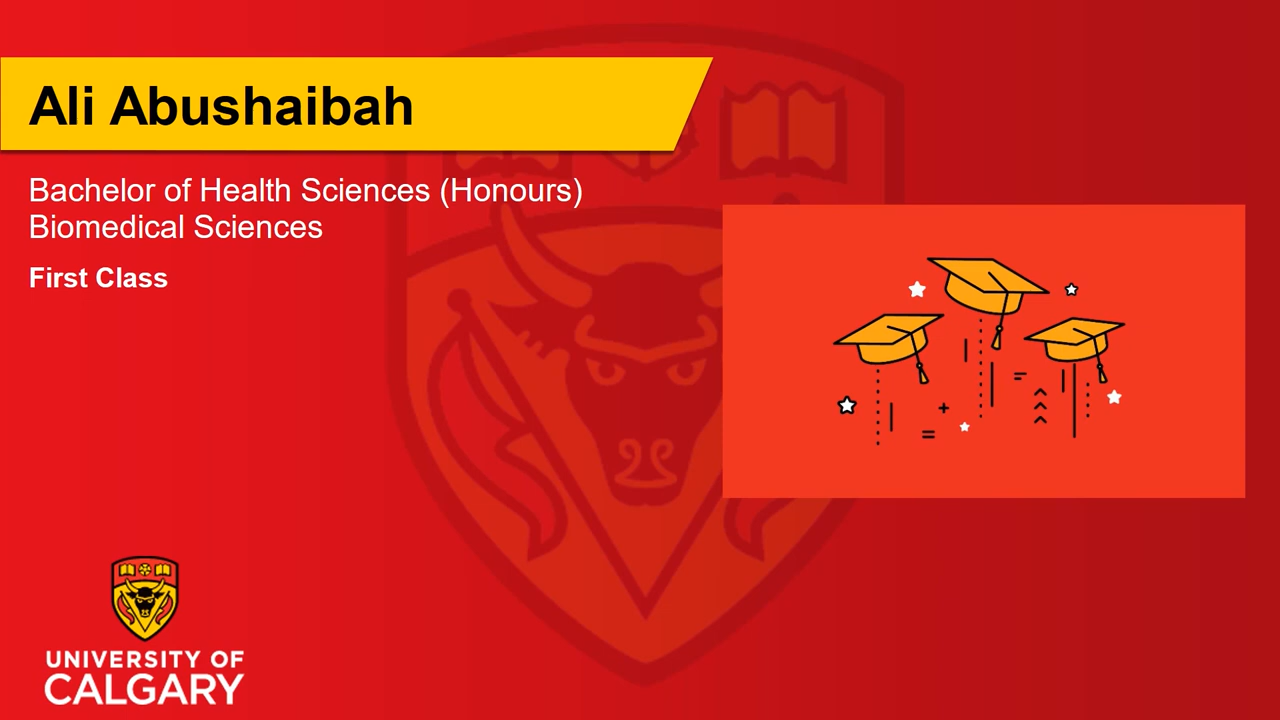 Ali Abushaibah
Bachelor of Health Sciences (Honours)
Biomedical Sciences
First Class
UNIVERSITY OF
CALGARY